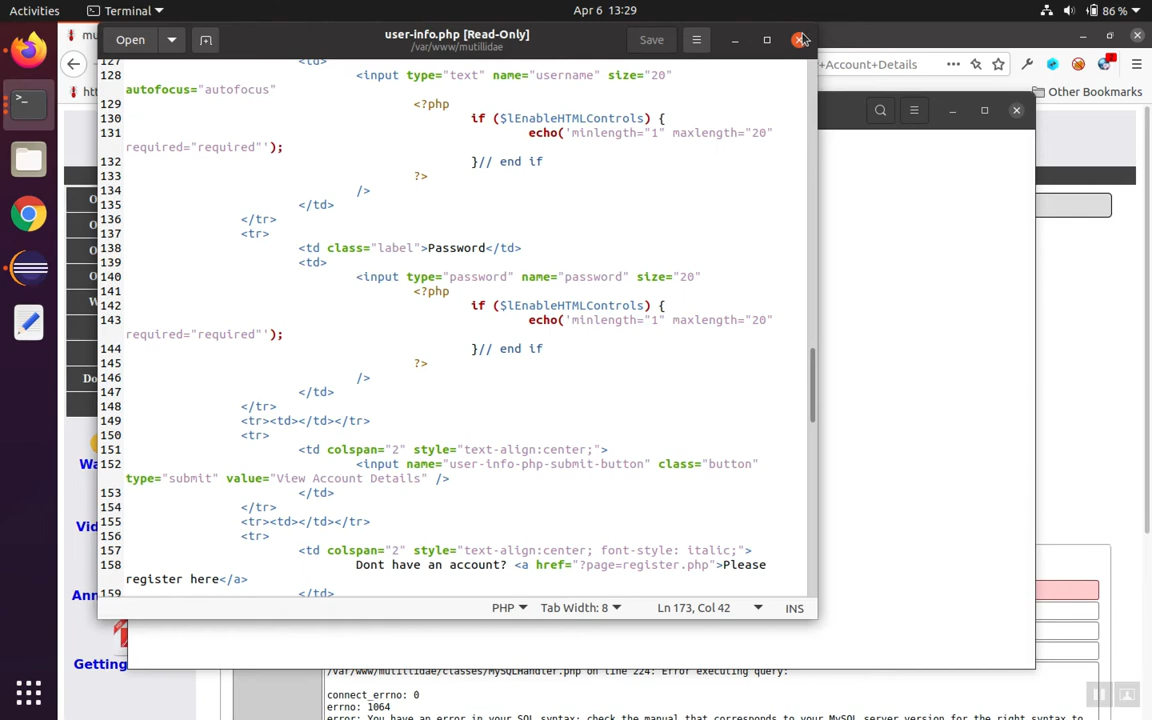 Activities Terminal Apr 6 13:29 86 %
user-info.php [Read-Only]
/var/www/mutillidae
Open Save
+Account+Details
Other Bookmarks
127 <td>
128 <input type="text" name="username" size="20"
autofocus="autofocus"
129 <?php
130 if ($lEnableHTMLControls) {
131 echo('minlength="1" maxlength="20"
required="required"');
132 }// end if
133 ?>
134 />
135 </td>
136 </tr>
137 <tr>
138 <td class="label">Password</td>
139 <td>
140 <input type="password" name="password" size="20"
141 <?php
142 if ($lEnableHTMLControls) {
143 echo('minlength="1" maxlength="20"
required="required"');
144 }// end if
145 ?>
146 />
147 </td>
148 </tr>
149 <tr><td></td></tr>
150 <tr>
151 <td colspan="2" style="text-align:center;">
152 <input name="user-info-php-submit-button" class="button"
type="submit" value="View Account Details" />
153 </td>
154 </tr>
155 <tr><td></td></tr>
156 <tr>
157 <td colspan="2" style="text-align:center; font-style: italic;">
158 Dont have an account? <a href="?page=register.php">Please
register here</a>
159 </td>
PHP Tab Width: 8 Ln 173, Col 42 INS
Getting
/var/www/mutillidae/classes/MySQLHandler.php on line 224: Error executing query:
connect_errno: 0
errno: 1064
error: You have an error in your SQL syntax; check the manual that corresponds to your MySQL server version for the right syntax to